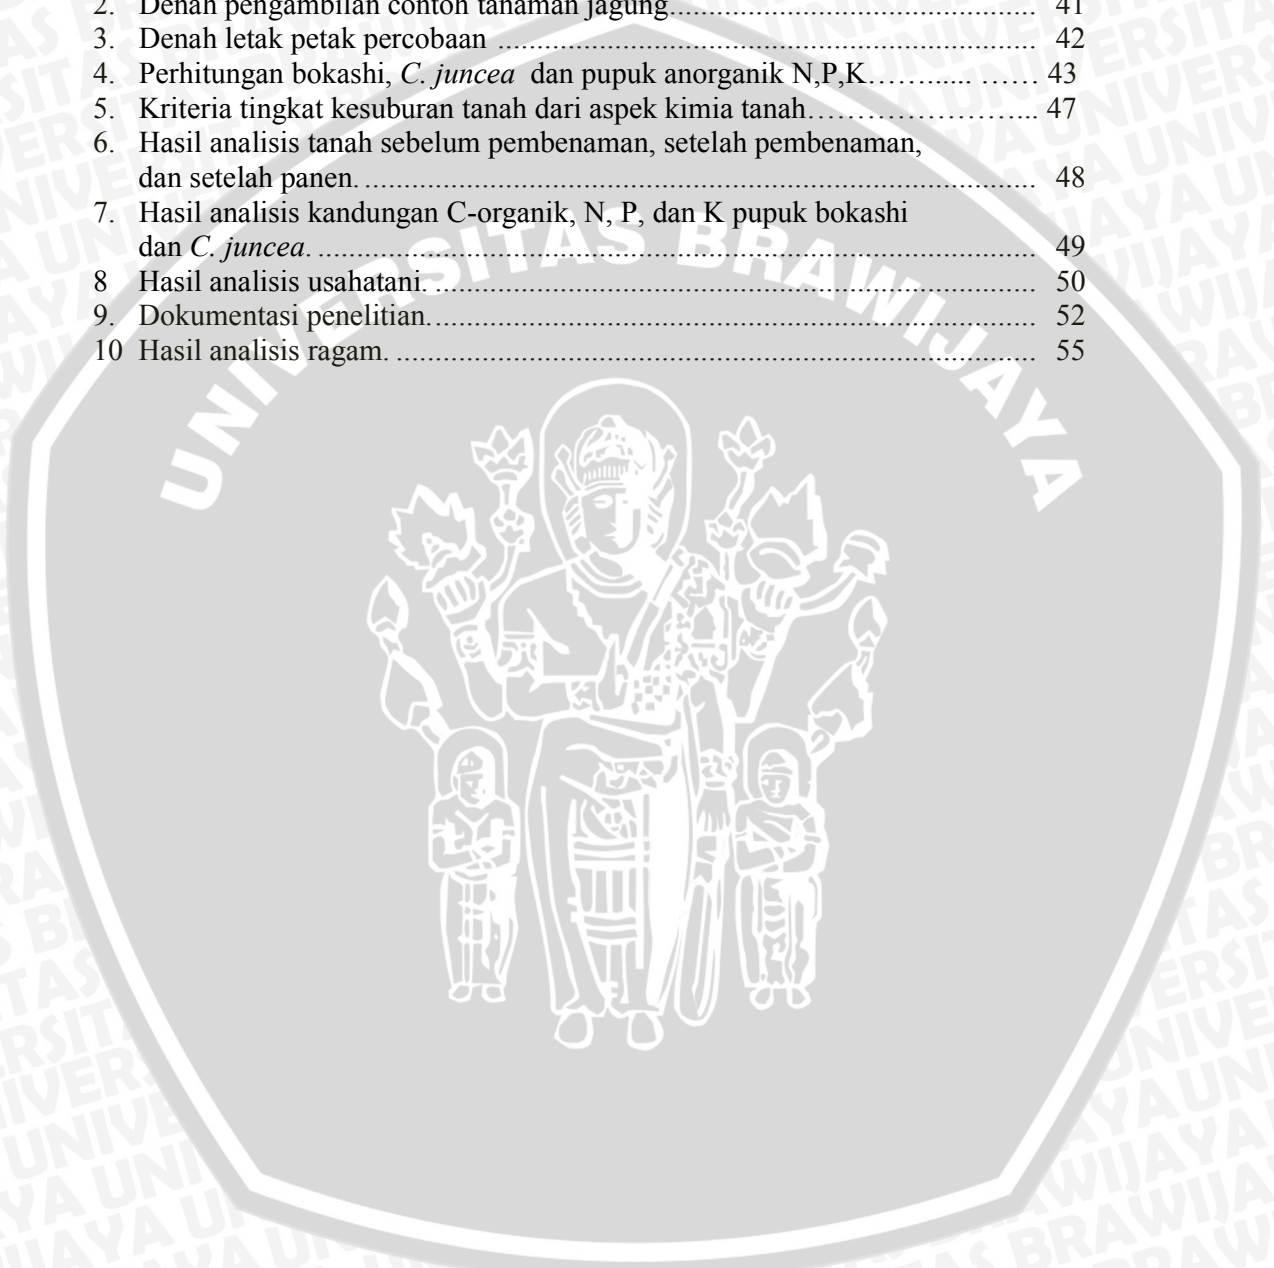 2. Denah pengambilan contoh tanaman jagung............................................... 41
3. Denah letak petak percobaan ...................................................................... 42
4. Perhitungan bokashi, C. juncea dan pupuk anorganik N,P,K……...... …… 43
5. Kriteria tingkat kesuburan tanah dari aspek kimia tanah…………………... 47
6. Hasil analisis tanah sebelum pembenaman, setelah pembenaman,
dan setelah panen. ....................................................................................... 48
7. Hasil analisis kandungan C-organik, N, P, dan K pupuk bokashi
dan C. juncea. .............................................................................................. 49
8 Hasil analisis usahatani. .............................................................................. 50
9. Dokumentasi penelitian............................................................................... 52
10 Hasil analisis ragam. ................................................................................... 55
UNIVERSITAS BRAWIJAYA